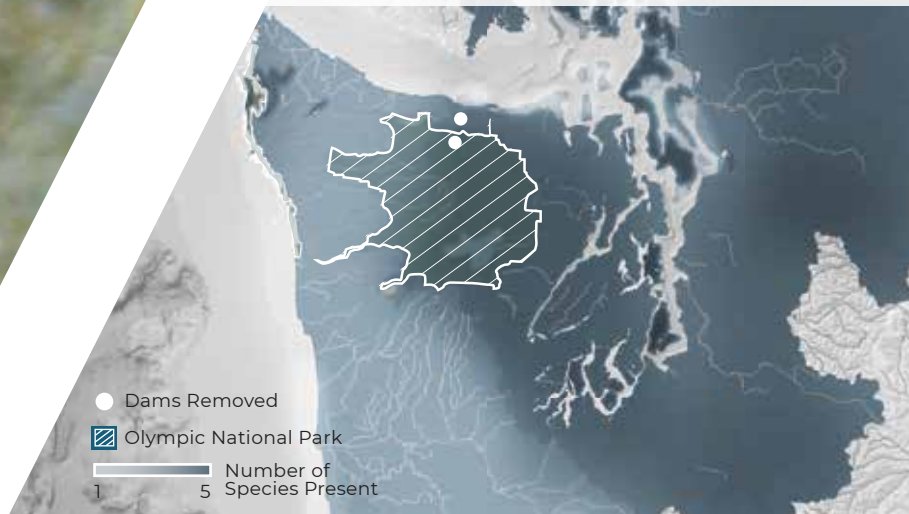 Dams Removed
Olympic National Park
Number of
1 5 Species Present